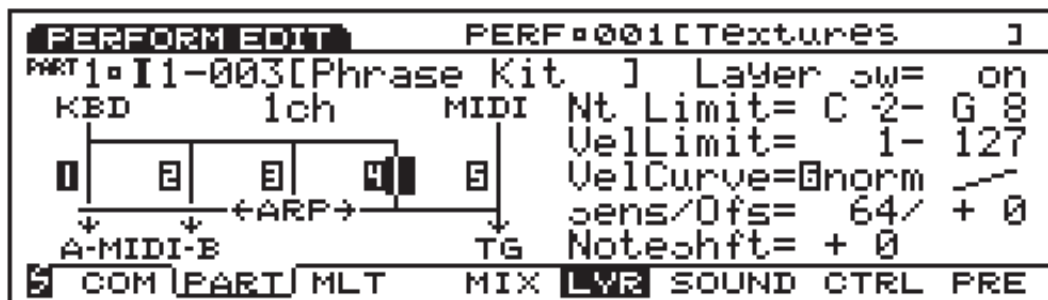 PERFORM EDIT PERF 001[Textures ]
PART1 I1-003[Phrase Kit ] Layer sw= on
KBD 1ch MIDI Nt Limit= C -2- G 8
VelLimit= 1- 127
1 2 3 4 5 VelCurve=0norm
←ARP→ Sens/Ofs= 64/ + 0
A-MIDI-B TG Noteshft= + 0
5 COM PART MLT MIX LYR SOUND CTRL PRE